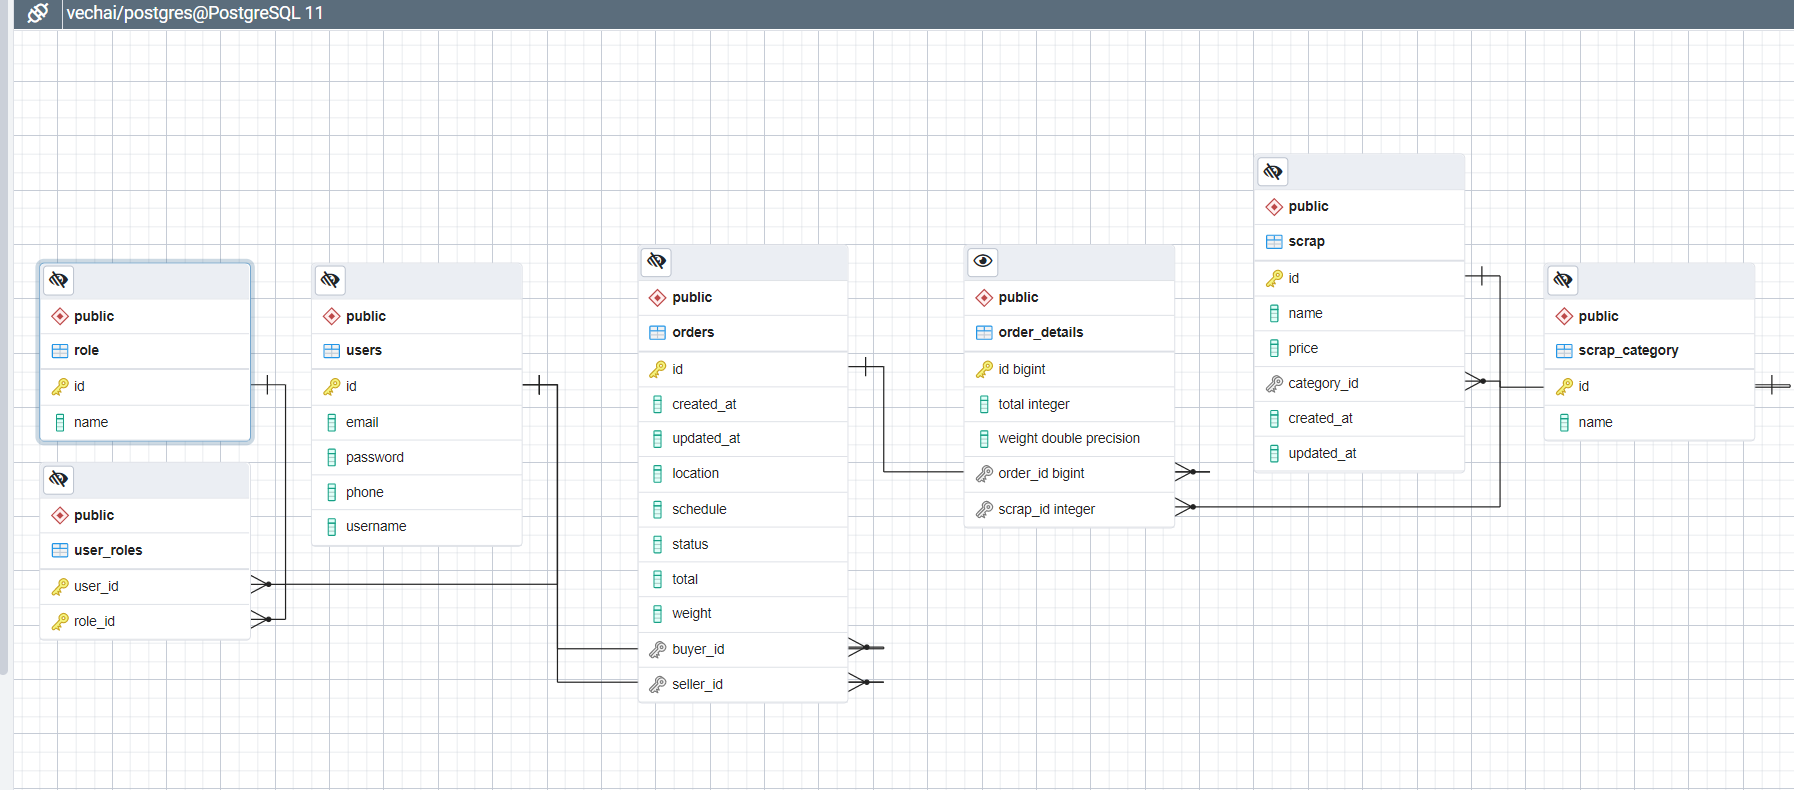 vechai/postgres@PostgreSQL 11
public
role
id
name
public
user_roles
user_id
role_id
public
users
id
email
password
phone
username
public
orders
id
created_at
updated_at
location
schedule
status
total
weight
buyer_id
seller_id
public
order_details
id bigint
total integer
weight double precision
order_id bigint
scrap_id integer
public
scrap
id
name
price
category_id
created_at
updated_at
public
scrap_category
id
name